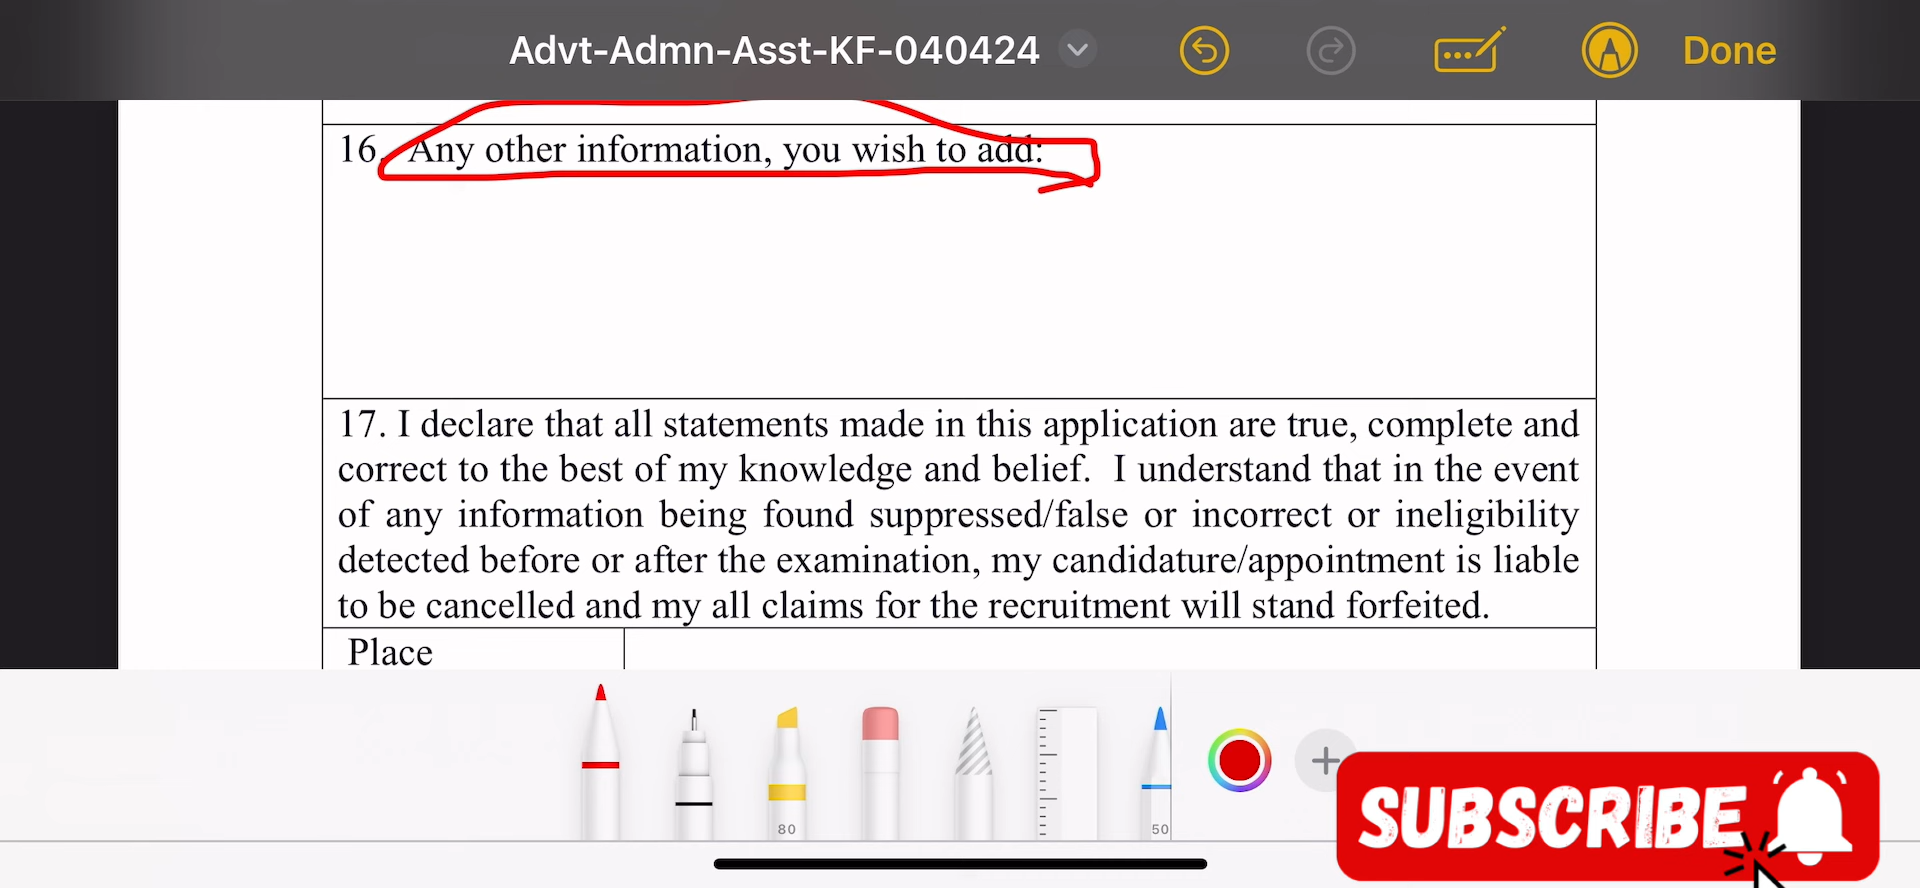 Advt-Admn-Asst-KF-040424
Done
16. Any other information, you wish to add:
17. I declare that all statements made in this application are true, complete and
correct to the best of my knowledge and belief. I understand that in the event
of any information being found suppressed/false or incorrect or ineligibility
detected before or after the examination, my candidature/appointment is liable
to be cancelled and my all claims for the recruitment will stand forfeited.
Place
80
50
SUBSCRIBE